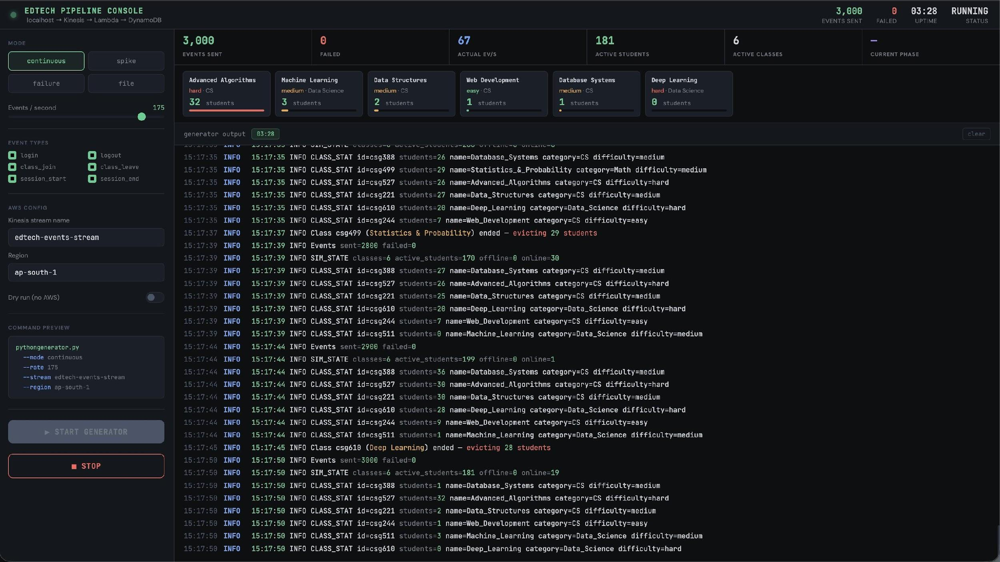 EDTECH PIPELINE CONSOLE
localhost → Kinesis → Lambda → DynamoDB
3,000
EVENTS SENT
0
FAILED
03:28
UPTIME
RUNNING
STATUS
MODE
continuous
spike
failure
file
Events / second
175
EVENT TYPES
login
logout
class_join
class_leave
session_start
session_end
AWS CONFIG
Kinesis stream name
edtech-events-stream
Region
ap-south-1
Dry run (no AWS)
COMMAND PREVIEW
pythongenerator.py
--mode continuous
--rate 175
--stream edtech-events-stream
--region ap-south-1
▶ START GENERATOR
■ STOP
3,000
EVENTS SENT
0
FAILED
67
ACTUAL EV/S
181
ACTIVE STUDENTS
6
ACTIVE CLASSES
—
CURRENT PHASE
Advanced Algorithms
hard · CS
32 students
Machine Learning
medium · Data Science
3 students
Data Structures
medium · CS
2 students
Web Development
easy · CS
1 students
Database Systems
medium · CS
1 students
Deep Learning
hard · Data Science
0 students
generator output 03:28
clear
15:17:35 INFO 15:17:35 INFO CLASS_STAT id=csg388 students=26 name=Database_Systems category=CS difficulty=medium
15:17:35 INFO 15:17:35 INFO CLASS_STAT id=csg499 students=29 name=Statistics_&_Probability category=Math difficulty=medium
15:17:35 INFO 15:17:35 INFO CLASS_STAT id=csg527 students=26 name=Advanced_Algorithms category=CS difficulty=hard
15:17:35 INFO 15:17:35 INFO CLASS_STAT id=csg221 students=27 name=Data_Structures category=CS difficulty=medium
15:17:35 INFO 15:17:35 INFO CLASS_STAT id=csg610 students=20 name=Deep_Learning category=Data_Science difficulty=hard
15:17:35 INFO 15:17:35 INFO CLASS_STAT id=csg244 students=7 name=Web_Development category=CS difficulty=easy
15:17:37 INFO 15:17:37 INFO Class csg499 (Statistics & Probability) ended — evicting 29 students
15:17:39 INFO 15:17:39 INFO Events sent=2800 failed=0
15:17:39 INFO 15:17:39 INFO SIM_STATE classes=6 active_students=170 offline=0 online=30
15:17:39 INFO 15:17:39 INFO CLASS_STAT id=csg388 students=27 name=Database_Systems category=CS difficulty=medium
15:17:39 INFO 15:17:39 INFO CLASS_STAT id=csg527 students=26 name=Advanced_Algorithms category=CS difficulty=hard
15:17:39 INFO 15:17:39 INFO CLASS_STAT id=csg221 students=25 name=Data_Structures category=CS difficulty=medium
15:17:39 INFO 15:17:39 INFO CLASS_STAT id=csg610 students=20 name=Deep_Learning category=Data_Science difficulty=hard
15:17:39 INFO 15:17:39 INFO CLASS_STAT id=csg244 students=7 name=Web_Development category=CS difficulty=easy
15:17:39 INFO 15:17:39 INFO CLASS_STAT id=csg511 students=0 name=Machine_Learning category=Data_Science difficulty=medium
15:17:44 INFO 15:17:44 INFO Events sent=2900 failed=0
15:17:44 INFO 15:17:44 INFO SIM_STATE classes=6 active_students=199 offline=0 online=1
15:17:44 INFO 15:17:44 INFO CLASS_STAT id=csg388 students=36 name=Database_Systems category=CS difficulty=medium
15:17:44 INFO 15:17:44 INFO CLASS_STAT id=csg527 students=30 name=Advanced_Algorithms category=CS difficulty=hard
15:17:44 INFO 15:17:44 INFO CLASS_STAT id=csg221 students=30 name=Data_Structures category=CS difficulty=medium
15:17:44 INFO 15:17:44 INFO CLASS_STAT id=csg610 students=28 name=Deep_Learning category=Data_Science difficulty=hard
15:17:44 INFO 15:17:44 INFO CLASS_STAT id=csg244 students=9 name=Web_Development category=CS difficulty=easy
15:17:44 INFO 15:17:44 INFO CLASS_STAT id=csg511 students=1 name=Machine_Learning category=Data_Science difficulty=medium
15:17:45 INFO 15:17:45 INFO Class csg610 (Deep Learning) ended — evicting 28 students
15:17:50 INFO 15:17:50 INFO Events sent=3000 failed=0
15:17:50 INFO 15:17:50 INFO SIM_STATE classes=6 active_students=181 offline=0 online=19
15:17:50 INFO 15:17:50 INFO CLASS_STAT id=csg388 students=1 name=Database_Systems category=CS difficulty=medium
15:17:50 INFO 15:17:50 INFO CLASS_STAT id=csg527 students=32 name=Advanced_Algorithms category=CS difficulty=hard
15:17:50 INFO 15:17:50 INFO CLASS_STAT id=csg221 students=2 name=Data_Structures category=CS difficulty=medium
15:17:50 INFO 15:17:50 INFO CLASS_STAT id=csg244 students=1 name=Web_Development category=CS difficulty=easy
15:17:50 INFO 15:17:50 INFO CLASS_STAT id=csg511 students=3 name=Machine_Learning category=Data_Science difficulty=medium
15:17:50 INFO 15:17:50 INFO CLASS_STAT id=csg610 students=0 name=Deep_Learning category=Data_Science difficulty=hard